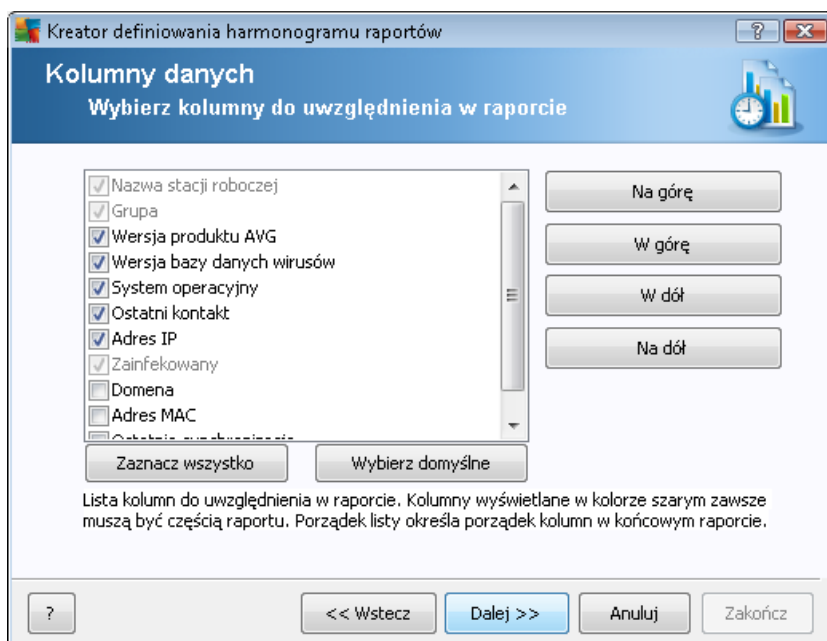 Kreator definiowania harmonogramu raportów
Kolumny danych
Wybierz kolumny do uwzględnienia w raporcie
Nazwa stacji roboczej
Grupa
Wersja produktu AVG
Wersja bazy danych wirusów
System operacyjny
Ostatni kontakt
Adres IP
Zainfekowany
Domena
Adres MAC
Na górę
W górę
W dół
Na dół
Zaznacz wszystko
Wybierz domyślne
Lista kolumn do uwzględnienia w raporcie. Kolumny wyświetlane w kolorze szarym zawsze
muszą być częścią raportu. Porządek listy określa porządek kolumn w końcowym raporcie.
?
<< Wstecz
Dalej >>
Anuluj
Zakończ